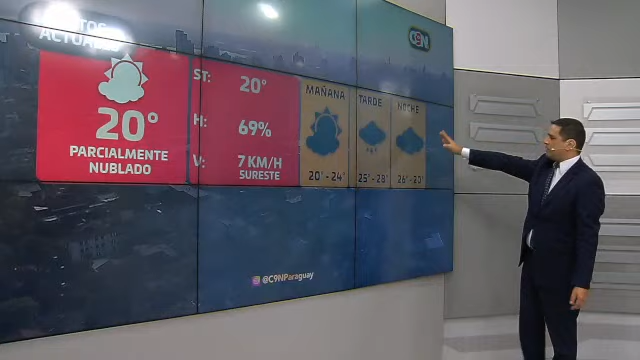 DATOS
ACTUALES
C9N
20°
PARCIALMENTE
NUBLADO
ST: 20°
H: 69%
V: 7 KM/H
SURESTE
MAÑANA
20° - 24°
TARDE
25° - 28°
NOCHE
26° - 20°
@C9NParaguay